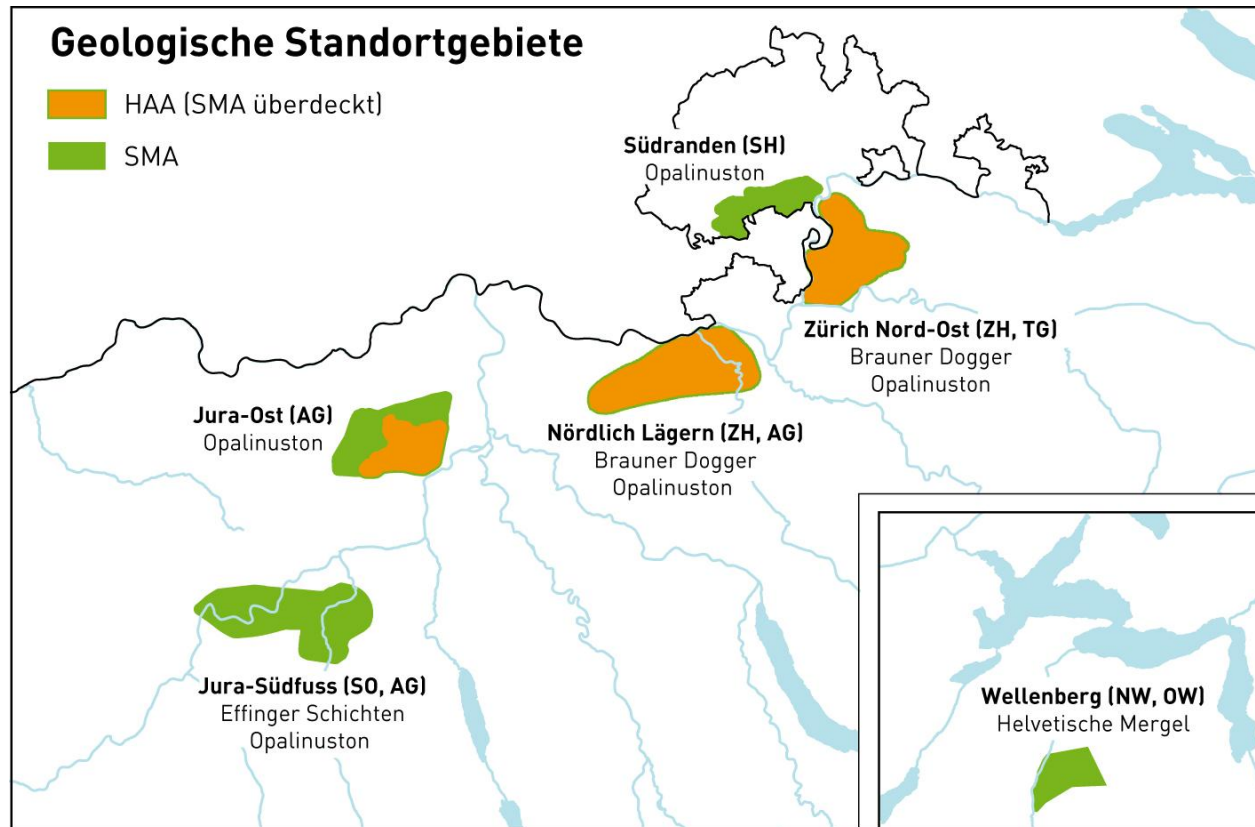 Geologische Standortgebiete
HAA (SMA überdeckt)
SMA
Südranden (SH)
Opalinuston
Zürich Nord-Ost (ZH, TG)
Brauner Dogger
Opalinuston
Jura-Ost (AG)
Opalinuston
Nördlich Lägern (ZH, AG)
Brauner Dogger
Opalinuston
Jura-Südfuss (SO, AG)
Effinger Schichten
Opalinuston
Wellenberg (NW, OW)
Helvetische Mergel